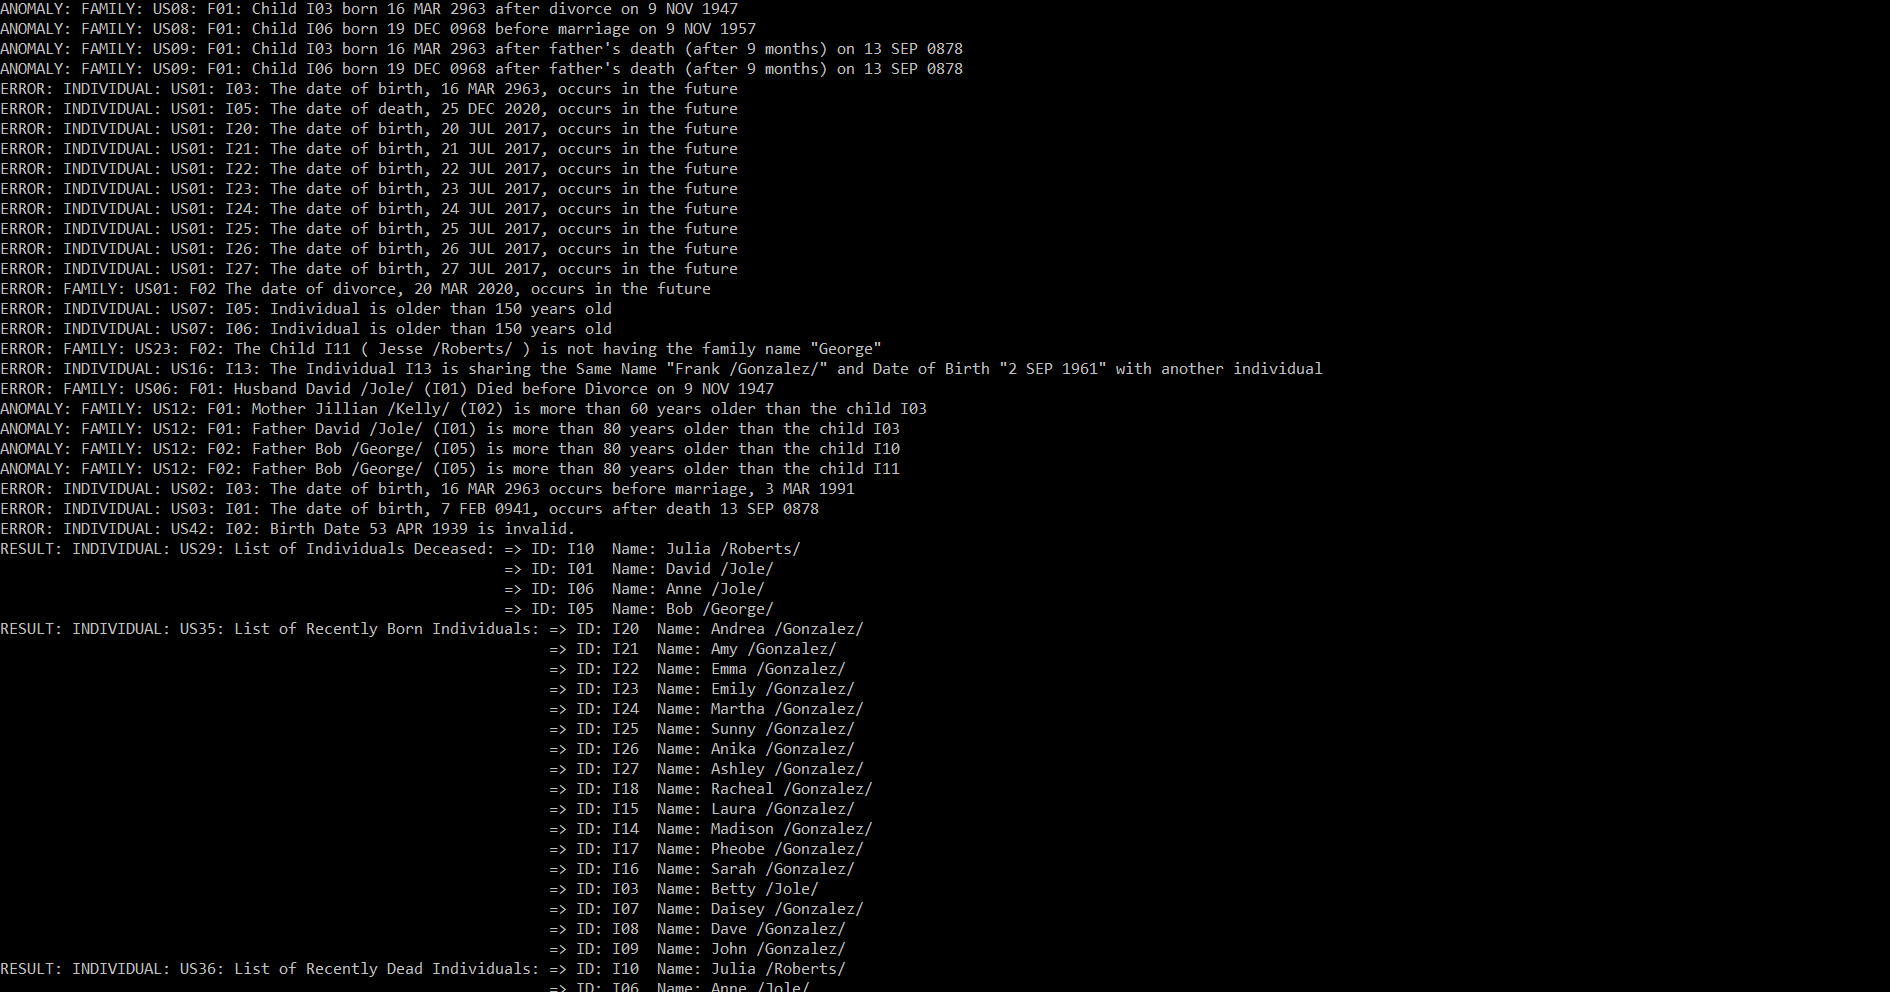 ANOMALY: FAMILY: US08: F01: Child I03 born 16 MAR 2963 after divorce on 9 NOV 1947
ANOMALY: FAMILY: US08: F01: Child I06 born 19 DEC 0968 before marriage on 9 NOV 1957
ANOMALY: FAMILY: US09: F01: Child I03 born 16 MAR 2963 after father's death (after 9 months) on 13 SEP 0878
ANOMALY: FAMILY: US09: F01: Child I06 born 19 DEC 0968 after father's death (after 9 months) on 13 SEP 0878
ERROR: INDIVIDUAL: US01: I03: The date of birth, 16 MAR 2963, occurs in the future
ERROR: INDIVIDUAL: US01: I05: The date of death, 25 DEC 2020, occurs in the future
ERROR: INDIVIDUAL: US01: I20: The date of birth, 20 JUL 2017, occurs in the future
ERROR: INDIVIDUAL: US01: I21: The date of birth, 21 JUL 2017, occurs in the future
ERROR: INDIVIDUAL: US01: I22: The date of birth, 22 JUL 2017, occurs in the future
ERROR: INDIVIDUAL: US01: I23: The date of birth, 23 JUL 2017, occurs in the future
ERROR: INDIVIDUAL: US01: I24: The date of birth, 24 JUL 2017, occurs in the future
ERROR: INDIVIDUAL: US01: I25: The date of birth, 25 JUL 2017, occurs in the future
ERROR: INDIVIDUAL: US01: I26: The date of birth, 26 JUL 2017, occurs in the future
ERROR: INDIVIDUAL: US01: I27: The date of birth, 27 JUL 2017, occurs in the future
ERROR: FAMILY: US01: F02 The date of divorce, 20 MAR 2020, occurs in the future
ERROR: INDIVIDUAL: US07: I05: Individual is older than 150 years old
ERROR: INDIVIDUAL: US07: I06: Individual is older than 150 years old
ERROR: FAMILY: US23: F02: The Child I11 ( Jesse /Roberts/ ) is not having the family name "George"
ERROR: INDIVIDUAL: US16: I13: The Individual I13 is sharing the Same Name "Frank /Gonzalez/" and Date of Birth "2 SEP 1961" with another individual
ERROR: FAMILY: US06: F01: Husband David /Jole/ (I01) Died before Divorce on 9 NOV 1947
ANOMALY: FAMILY: US12: F01: Mother Jillian /Kelly/ (I02) is more than 60 years older than the child I03
ANOMALY: FAMILY: US12: F01: Father David /Jole/ (I01) is more than 80 years older than the child I03
ANOMALY: FAMILY: US12: F02: Father Bob /George/ (I05) is more than 80 years older than the child I10
ANOMALY: FAMILY: US12: F02: Father Bob /George/ (I05) is more than 80 years older than the child I11
ERROR: INDIVIDUAL: US02: I03: The date of birth, 16 MAR 2963 occurs before marriage, 3 MAR 1991
ERROR: INDIVIDUAL: US03: I01: The date of birth, 7 FEB 0941, occurs after death 13 SEP 0878
ERROR: INDIVIDUAL: US42: I02: Birth Date 53 APR 1939 is invalid.
RESULT: INDIVIDUAL: US29: List of Individuals Deceased: => ID: I10  Name: Julia /Roberts/
=> ID: I01  Name: David /Jole/
=> ID: I06  Name: Anne /Jole/
=> ID: I05  Name: Bob /George/
RESULT: INDIVIDUAL: US35: List of Recently Born Individuals: => ID: I20  Name: Andrea /Gonzalez/
=> ID: I21  Name: Amy /Gonzalez/
=> ID: I22  Name: Emma /Gonzalez/
=> ID: I23  Name: Emily /Gonzalez/
=> ID: I24  Name: Martha /Gonzalez/
=> ID: I25  Name: Sunny /Gonzalez/
=> ID: I26  Name: Anika /Gonzalez/
=> ID: I27  Name: Ashley /Gonzalez/
=> ID: I18  Name: Racheal /Gonzalez/
=> ID: I15  Name: Laura /Gonzalez/
=> ID: I14  Name: Madison /Gonzalez/
=> ID: I17  Name: Pheobe /Gonzalez/
=> ID: I16  Name: Sarah /Gonzalez/
=> ID: I03  Name: Betty /Jole/
=> ID: I07  Name: Daisey /Gonzalez/
=> ID: I08  Name: Dave /Gonzalez/
=> ID: I09  Name: John /Gonzalez/
RESULT: INDIVIDUAL: US36: List of Recently Dead Individuals: => ID: I10  Name: Julia /Roberts/
=> ID: I06  Name: Anne /Jole/